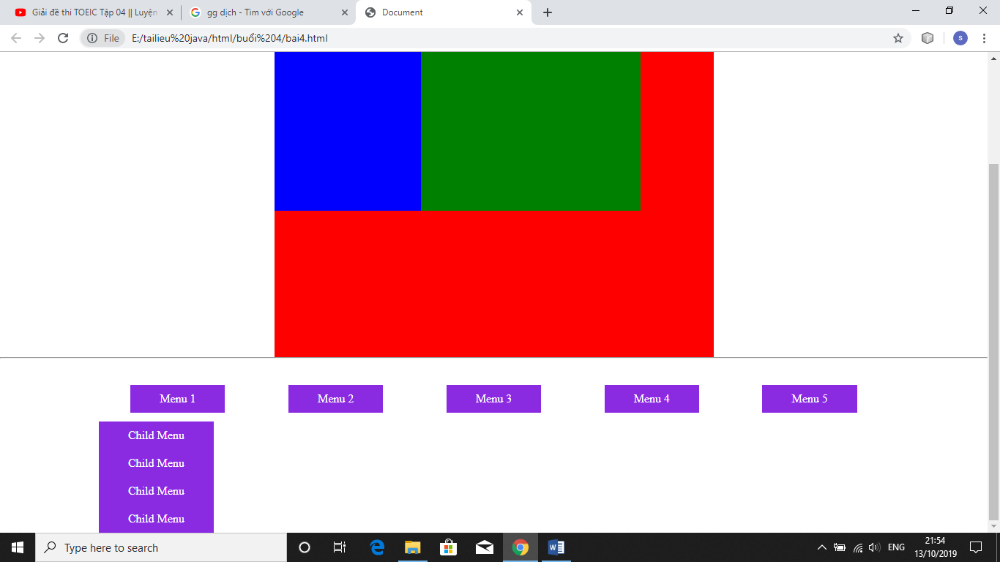 Giải đề thi TOEIC Tập 04 || Luyện
gg dịch - Tìm với Google
Document
File
E:/tailieu%20java/html/buổi%204/bai4.html
s
Menu 1
Menu 2
Menu 3
Menu 4
Menu 5
Child Menu
Child Menu
Child Menu
Child Menu
Type here to search
ENG
21:54
13/10/2019